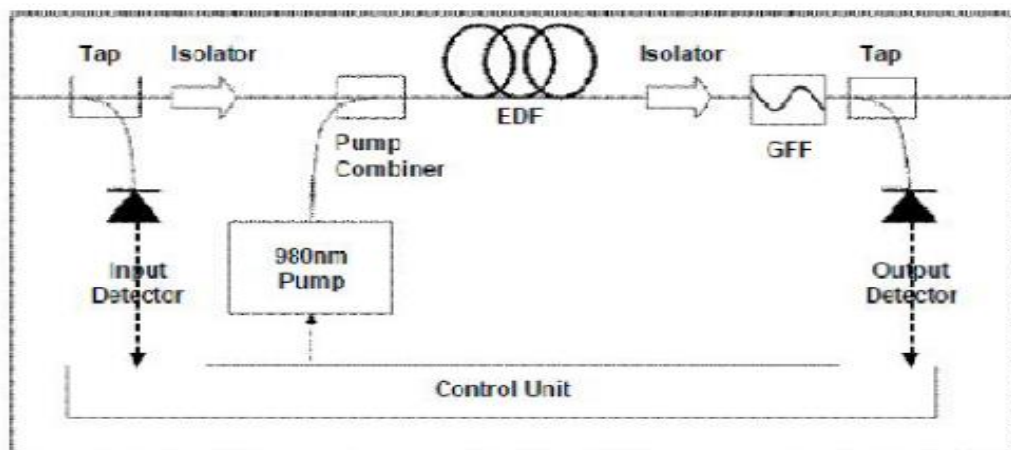 Tap
Isolator
Isolator
Tap
EDF
GFF
Pump
Combiner
980nm
Pump
Input
Detector
Output
Detector
Control Unit